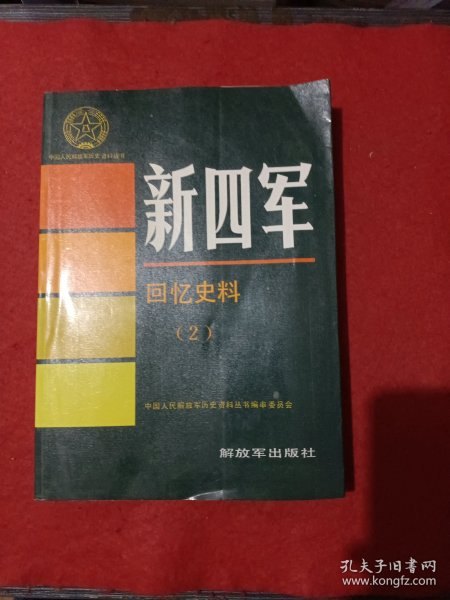 中国人民解放军历史资料丛书
新四军
回忆史料
（2）
中国人民解放军历史资料丛书编审委员会
解放军出版社
孔夫子旧书网
www.kongfz.com